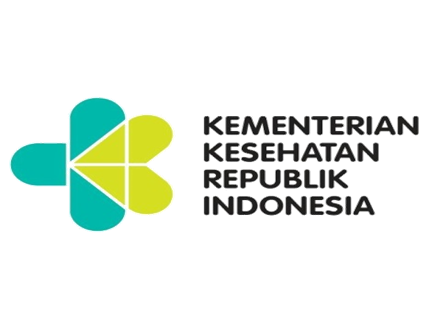 KEMENTERIAN
KESEHATAN
REPUBLIK
INDONESIA